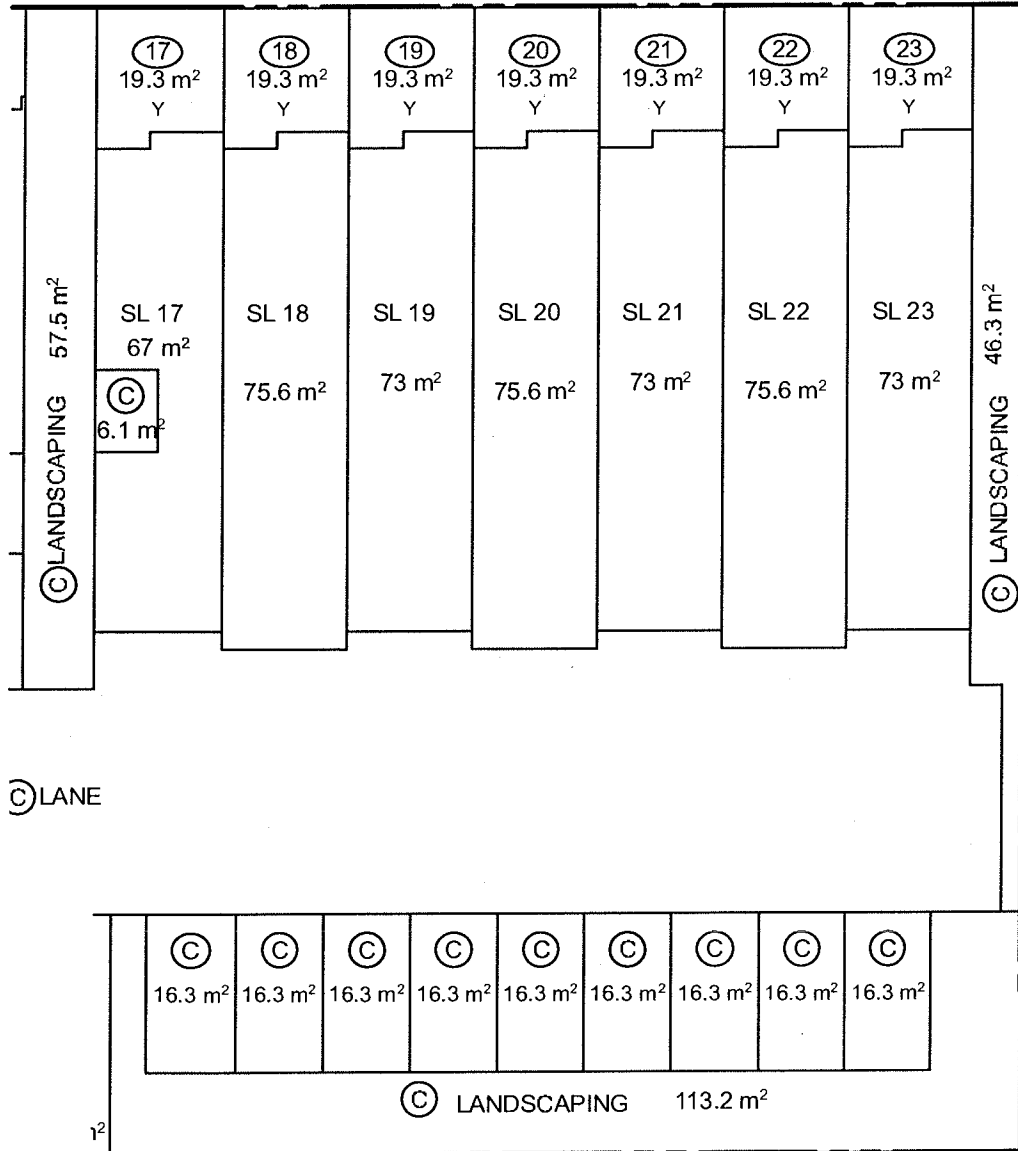 17 18 19 20 21 22 23
19.3 m² 19.3 m² 19.3 m² 19.3 m² 19.3 m² 19.3 m² 19.3 m²
Y Y Y Y Y Y Y
SL 17 SL 18 SL 19 SL 20 SL 21 SL 22 SL 23
67 m²
75.6 m² 73 m² 75.6 m² 73 m² 75.6 m² 73 m²
C
6.1 m²
C LANDSCAPING 57.5 m²
C LANDSCAPING 46.3 m²
C LANE
C C C C C C C C C
16.3 m² 16.3 m² 16.3 m² 16.3 m² 16.3 m² 16.3 m² 16.3 m² 16.3 m² 16.3 m²
C LANDSCAPING 113.2 m²